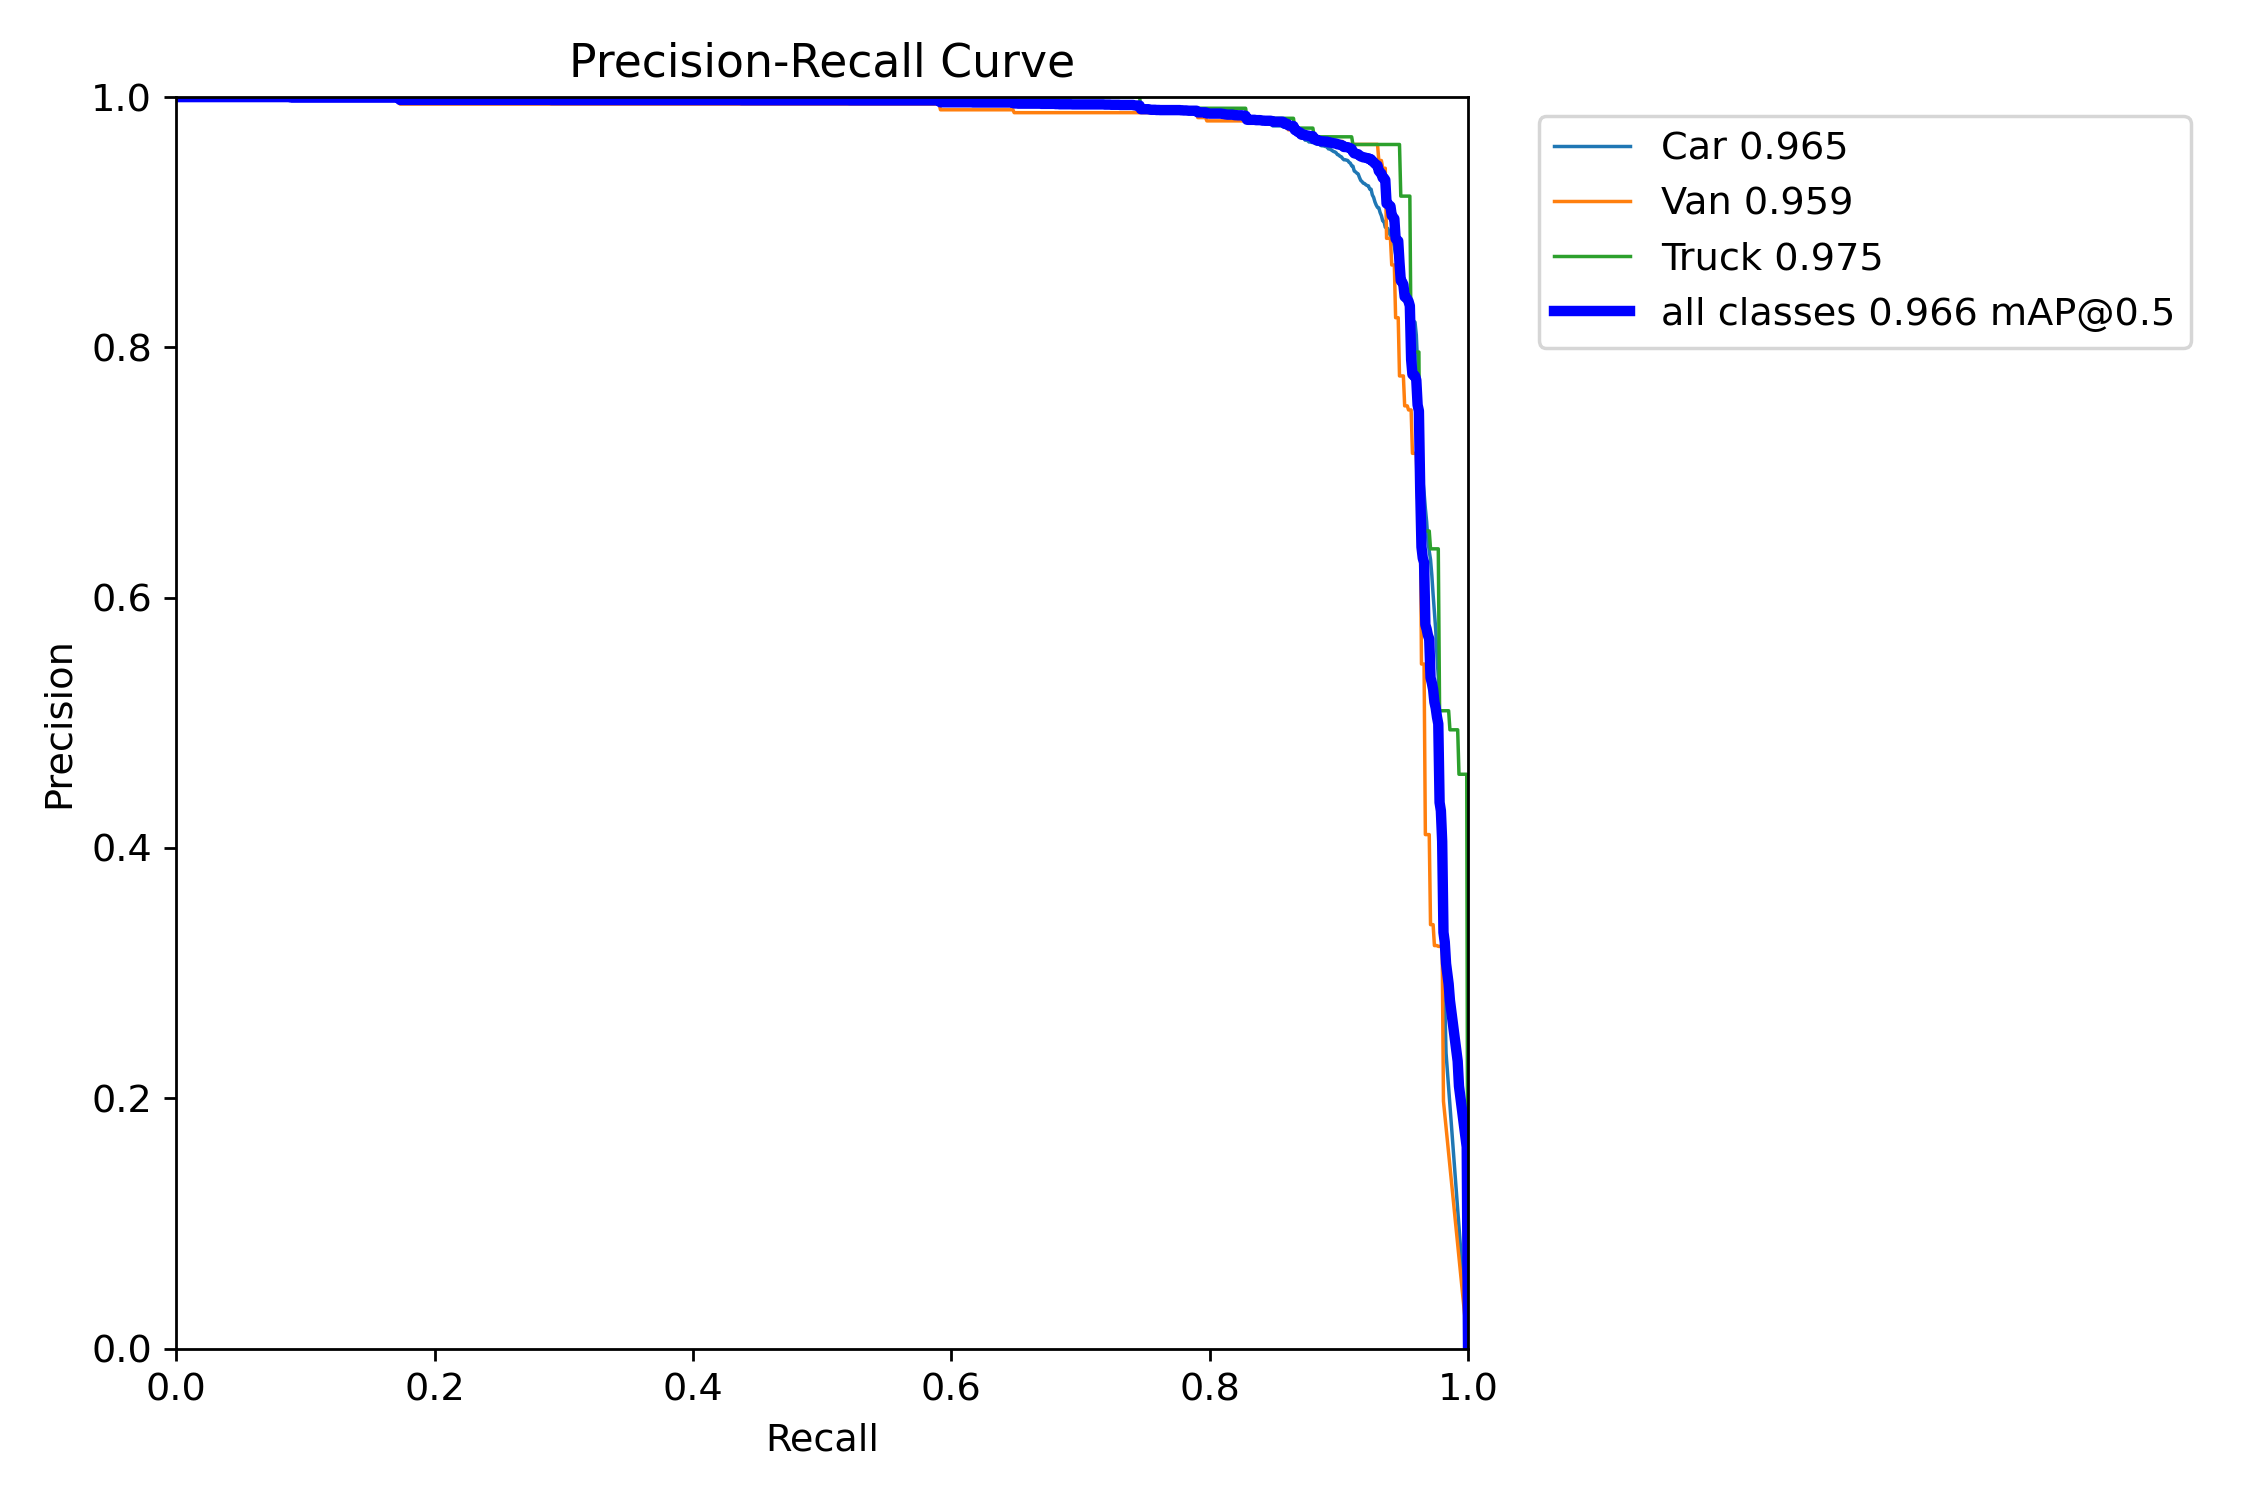 Precision-Recall Curve
1.0
0.8
0.6
0.4
0.2
0.0
Precision
0.0 0.2 0.4 0.6 0.8 1.0
Recall
Car 0.965
Van 0.959
Truck 0.975
all classes 0.966 mAP@0.5